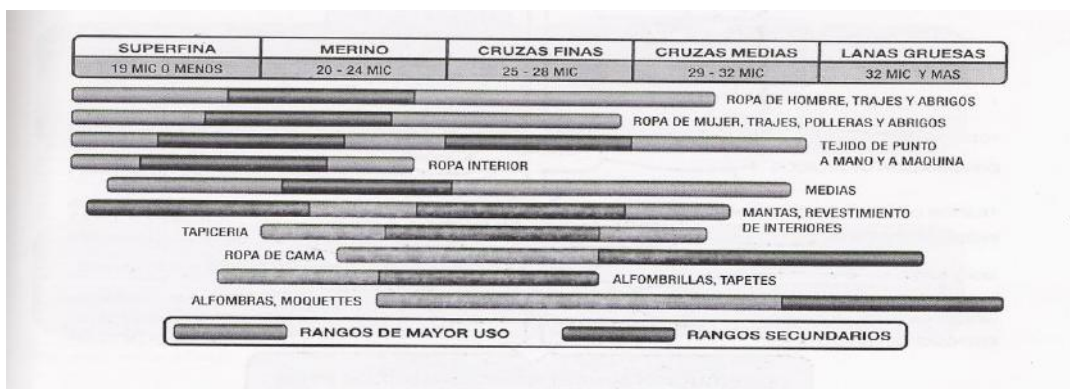 SUPERFINA
MERINO
CRUZAS FINAS
CRUZAS MEDIAS
LANAS GRUESAS
19 MIC O MENOS
20 - 24 MIC
25 - 28 MIC
29 - 32 MIC
32 MIC Y MAS
ROPA DE HOMBRE, TRAJES Y ABRIGOS
ROPA DE MUJER, TRAJES, POLLERAS Y ABRIGOS
TEJIDO DE PUNTO
A MANO Y A MAQUINA
ROPA INTERIOR
MEDIAS
MANTAS, REVESTIMIENTO
DE INTERIORES
TAPICERIA
ROPA DE CAMA
ALFOMBRILLAS, TAPETES
ALFOMBRAS, MOQUETTES
RANGOS DE MAYOR USO
RANGOS SECUNDARIOS